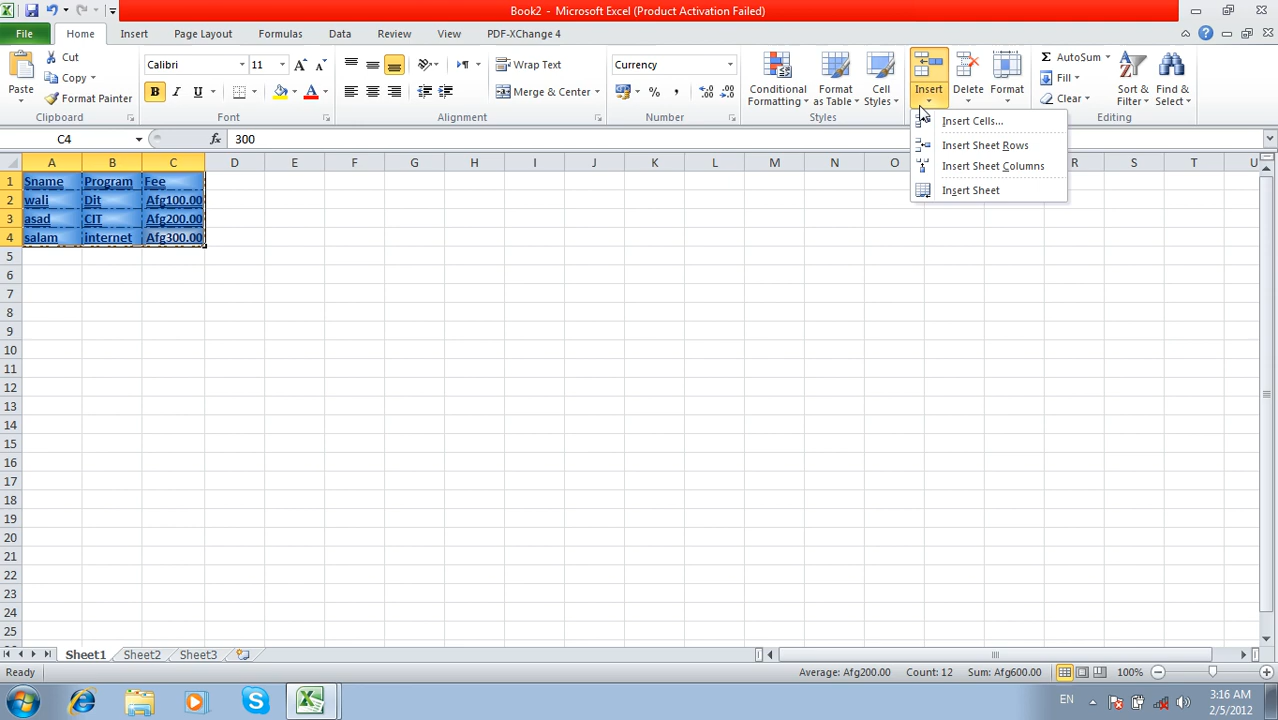 Book2 - Microsoft Excel (Product Activation Failed)
File Home Insert Page Layout Formulas Data Review View PDF-XChange 4
Paste
Cut
Copy
Format Painter
Clipboard
Calibri 11
B I U A
Font
Wrap Text
Merge & Center
Alignment
Currency
% , .0 .00 .00 .0
Number
Conditional Formatting
Format as Table
Cell Styles
Styles
Insert
Delete
Format
Σ AutoSum
Fill
Clear
Sort & Filter
Find & Select
Editing
Insert Cells...
Insert Sheet Rows
Insert Sheet Columns
Insert Sheet
C4 fx 300
A B C D E F G H I J K L M N O R S T U
1 Sname Program Fee
2 wali Dit Afg100.00
3 asad CIT Afg200.00
4 salam internet Afg300.00
5
6
7
8
9
10
11
12
13
14
15
16
17
18
19
20
21
22
23
24
25
Sheet1 Sheet2 Sheet3
Ready Average: Afg200.00 Count: 12 Sum: Afg600.00 100%
EN 3:16 AM
2/5/2012